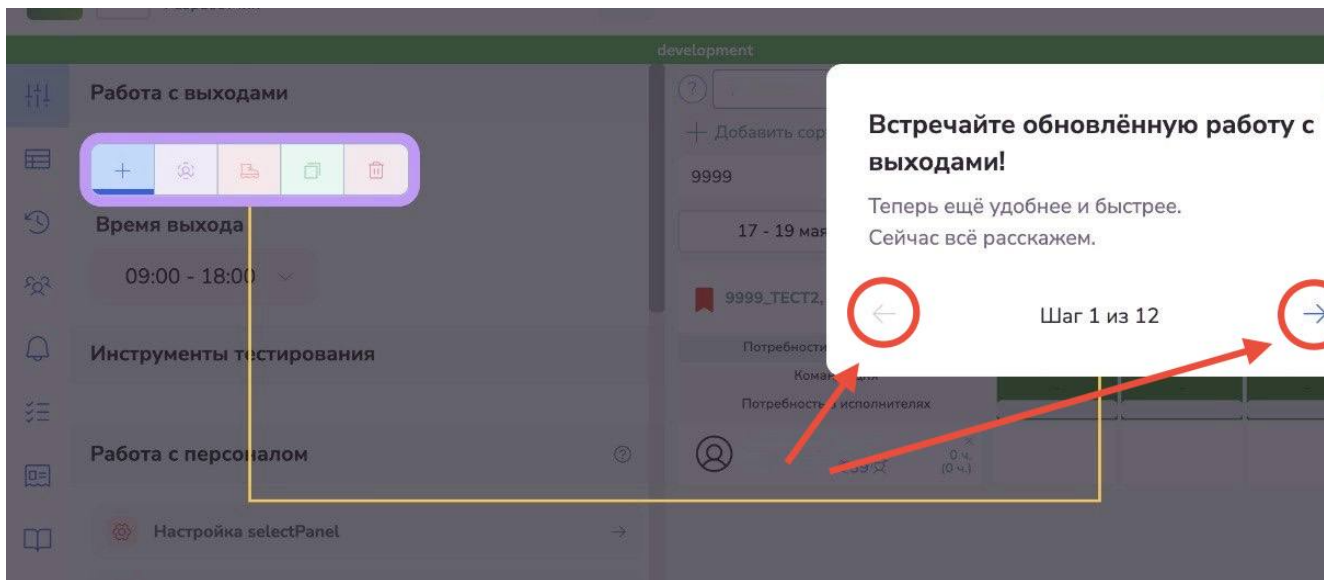 development
Работа с выходами
Время выхода
09:00 - 18:00
Инструменты тестирования
Работа с персоналом
Настройка selectPanel
Добавить сор
9999
17 - 19 мая
9999_ТЕСТ2,
Потребности
Потребность в исполнителях
0 ч.
(0 ч.)
Встречайте обновлённую работу с
выходами!
Теперь ещё удобнее и быстрее.
Сейчас всё расскажем.
Шаг 1 из 12